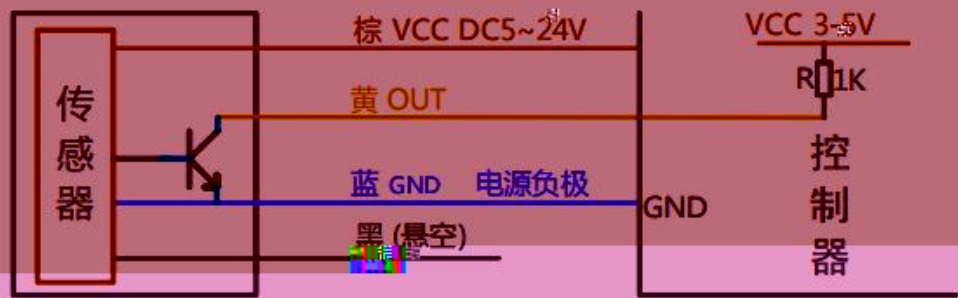 棕 VCC DC5~24V
VCC 3-5V
R 1K
黄 OUT
传感器
控制器
蓝 GND 电源负极
GND
黑 (悬空)